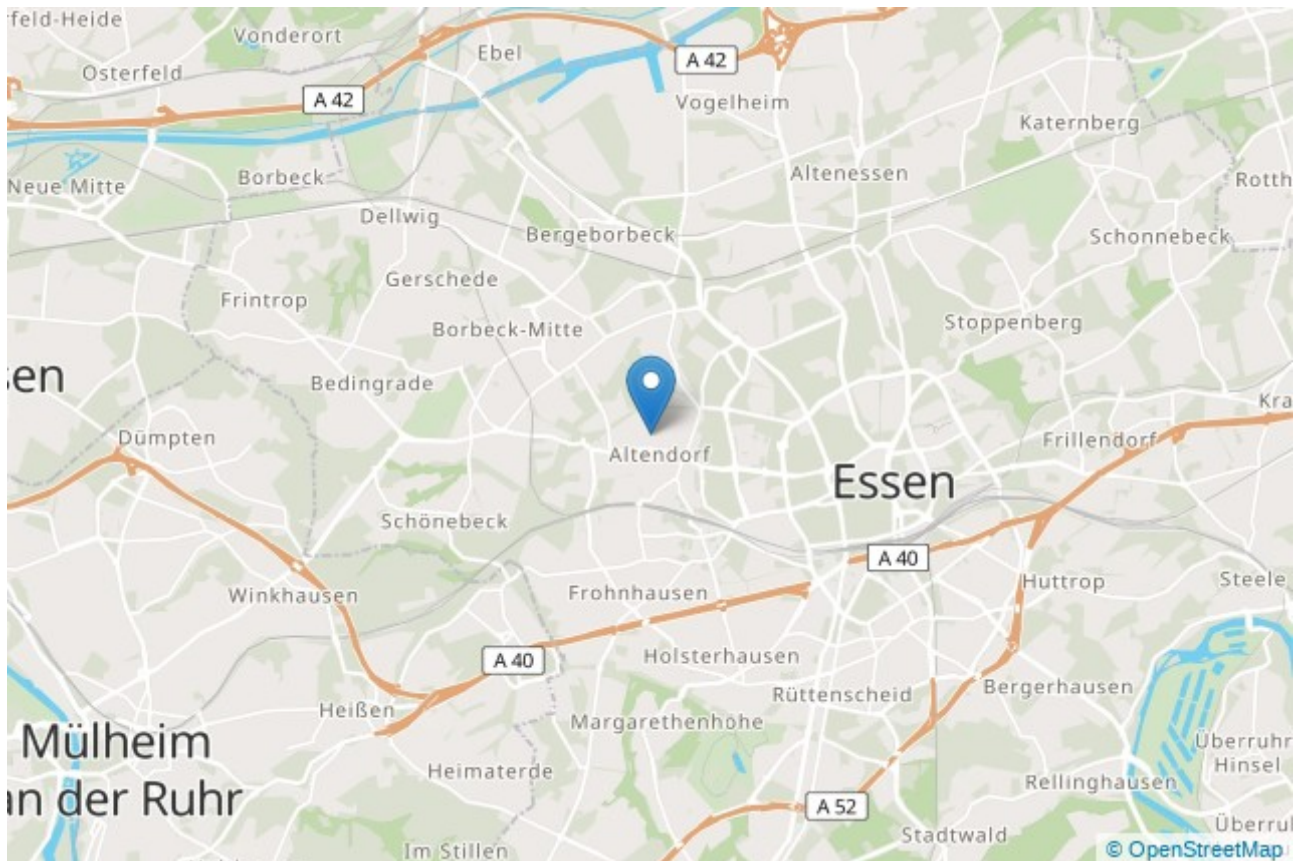 rfeld-Heide
Vonderort
Ebel
Osterfeld
A 42
A 42
Vogelheim
Katernberg
Neue Mitte
Borbeck
Altenessen
Rotth
Dellwig
Bergeborbeck
Schonnebeck
Gerschede
Frintrop
Borbeck-Mitte
Stoppenberg
sen
Bedingrade
Kra
Dümpten
Altendorf
Frillendorf
Essen
Schönebeck
A 40
Winkhausen
Frohnhausen
Huttrop
Steele
A 40
Holsterhausen
Rüttenscheid
Bergerhausen
Heißen
Margarethenhöhe
Mülheim
an der Ruhr
Überruhr
Hinsel
Heimaterde
Rellinghausen
A 52
Stadtwald
Überrul
Im Stillen
© OpenStreetMap